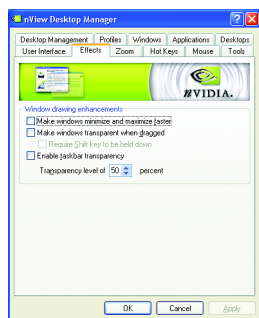 nView Desktop Manager
Desktop Management Profiles Windows Applications Desktops
User Interface Effects Zoom Hot Keys Mouse Tools
NVIDIA.
Window drawing enhancements
Make windows minimize and maximize faster
Make windows transparent when dragged
Require Shift key to be held down
Enable taskbar transparency
Transparency level of 50 percent
OK Cancel Apply